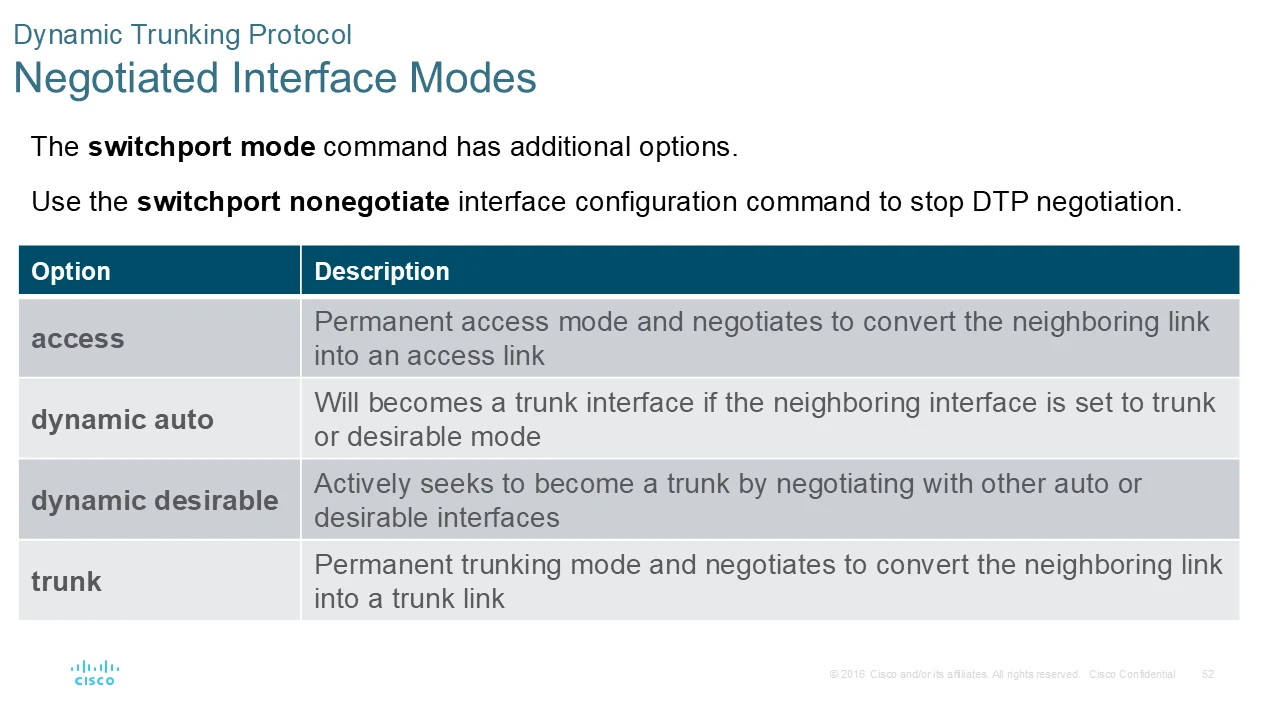 Dynamic Trunking Protocol
Negotiated Interface Modes
The switchport mode command has additional options.
Use the switchport nonegotiate interface configuration command to stop DTP negotiation.
Option Description
access
Permanent access mode and negotiates to convert the neighboring link
into an access link
dynamic auto
Will becomes a trunk interface if the neighboring interface is set to trunk
or desirable mode
dynamic desirable
Actively seeks to become a trunk by negotiating with other auto or
desirable interfaces
trunk
Permanent trunking mode and negotiates to convert the neighboring link
into a trunk link
CISCO
© 2016 Cisco and/or its affiliates. All rights reserved. Cisco Confidential 52